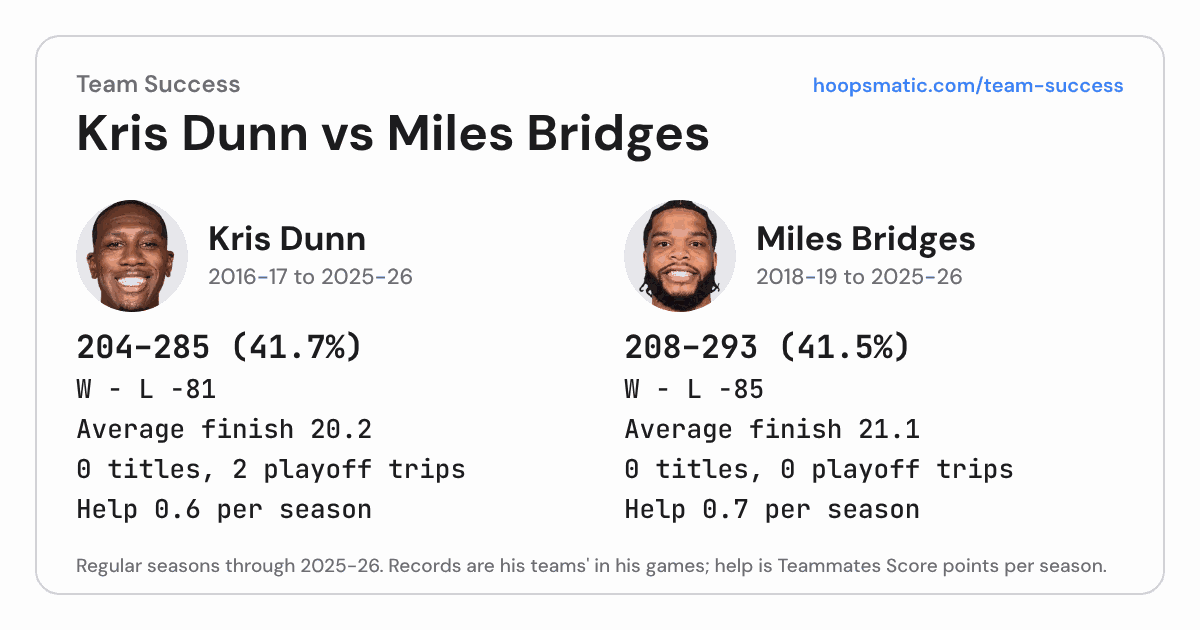 Team Success
hoopsmatic.com/team-success
Kris Dunn vs Miles Bridges
Kris Dunn
2016-17 to 2025-26
204-285 (41.7%)
W - L -81
Average finish 20.2
0 titles, 2 playoff trips
Help 0.6 per season
Miles Bridges
2018-19 to 2025-26
208-293 (41.5%)
W - L -85
Average finish 21.1
0 titles, 0 playoff trips
Help 0.7 per season
Regular seasons through 2025-26. Records are his teams' in his games; help is Teammates Score points per season.